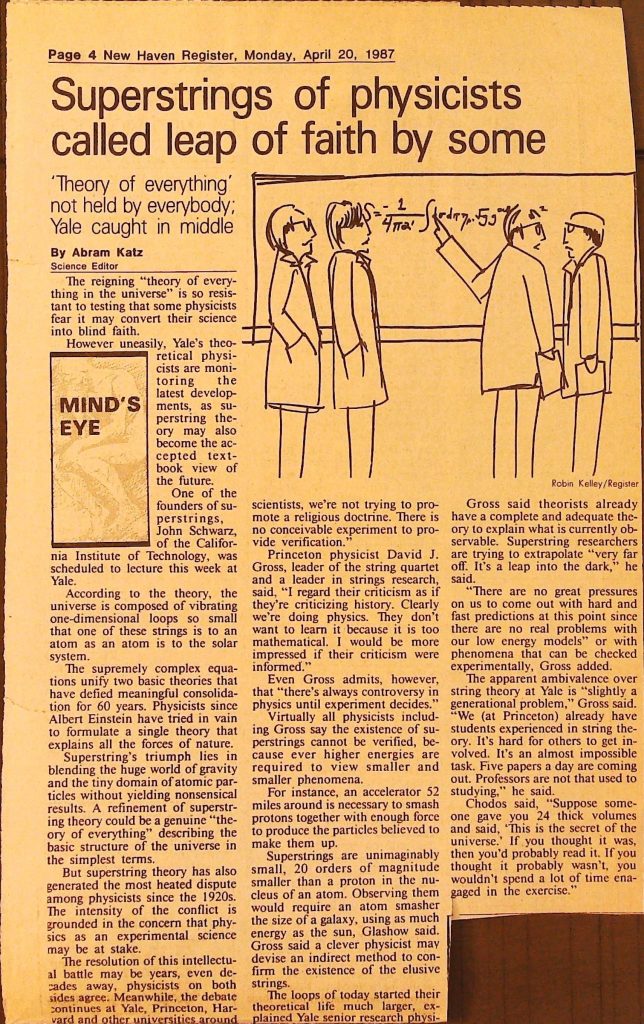 Page 4 New Haven Register, Monday, April 20, 1987
Superstrings of physicists
called leap of faith by some
'Theory of everything'
not held by everybody;
Yale caught in middle
By Abram Katz
Science Editor
The reigning "theory of every-
thing in the universe" is so resis-
tant to testing that some physicists
fear it may convert their science
into blind faith.
However uneasily, Yale's theo-
retical physi-
cists are moni-
toring the
latest develop-
ments, as su-
perstring the-
ory may also
become the ac-
cepted text-
book view of
the future.
MIND'S
EYE
One of the
founders of su-
perstrings,
John Schwarz,
of the Califor-
nia Institute of Technology, was
scheduled to lecture this week at
Yale.
According to the theory, the
universe is composed of vibrating
one-dimensional loops so small
that one of these strings is to an
atom as an atom is to the solar
system.
The supremely complex equa-
tions unify two basic theories that
have defied meaningful consolida-
tion for 60 years. Physicists since
Albert Einstein have tried in vain
to formulate a single theory that
explains all the forces of nature.
Superstring's triumph lies in
blending the huge world of gravity
and the tiny domain of atomic par-
ticles without yielding nonsensical
results. A refinement of superstr-
ing theory could be a genuine "the-
ory of everything" describing the
basic structure of the universe in
the simplest terms.
But superstring theory has also
generated the most heated dispute
among physicists since the 1920s.
The intensity of the conflict is
grounded in the concern that phy-
sics as an experimental science
may be at stake.
The resolution of this intellectu-
al battle may be years, even de-
cades away, physicists on both
sides agree. Meanwhile, the debate
continues at Yale, Princeton, Har-
vard and other universities around
S=-1/4πα'∫
Robin Kelley/Register
scientists, we're not trying to pro-
mote a religious doctrine. There is
no conceivable experiment to pro-
vide verification."
Princeton physicist David J.
Gross, leader of the string quartet
and a leader in strings research,
said, "I regard their criticism as if
they're criticizing history. Clearly
we're doing physics. They don't
want to learn it because it is too
mathematical. I would be more
impressed if their criticism were
informed."
Even Gross admits, however,
that "there's always controversy in
physics until experiment decides."
Virtually all physicists includ-
ing Gross say the existence of su-
perstrings cannot be verified, be-
cause ever higher energies are
required to view smaller and
smaller phenomena.
For instance, an accelerator 52
miles around is necessary to smash
protons together with enough force
to produce the particles believed to
make them up.
Superstrings are unimaginably
small, 20 orders of magnitude
smaller than a proton in the nu-
cleus of an atom. Observing them
would require an atom smasher
the size of a galaxy, using as much
energy as the sun, Glashow said.
Gross said a clever physicist may
devise an indirect method to con-
firm the existence of the elusive
strings.
The loops of today started their
theoretical life much larger, ex-
plained Yale senior research physi-
Gross said theorists already
have a complete and adequate the-
ory to explain what is currently ob-
servable. Superstring researchers
are trying to extrapolate "very far
off. It's a leap into the dark," he
said.
"There are no great pressures
on us to come out with hard and
fast predictions at this point since
there are no real problems with
our low energy models" or with
phenomena that can be checked
experimentally, Gross added.
The apparent ambivalence over
string theory at Yale is "slightly a
generational problem," Gross said.
"We (at Princeton) already have
students experienced in string the-
ory. It's hard for others to get in-
volved. It's an almost impossible
task. Five papers a day are coming
out. Professors are not that used to
studying," he said.
Chodos said, "Suppose some-
one gave you 24 thick volumes
and said, 'This is the secret of the
universe.' If you thought it was,
then you'd probably read it. If you
thought it probably wasn't, you
wouldn't spend a lot of time en-
gaged in the exercise."